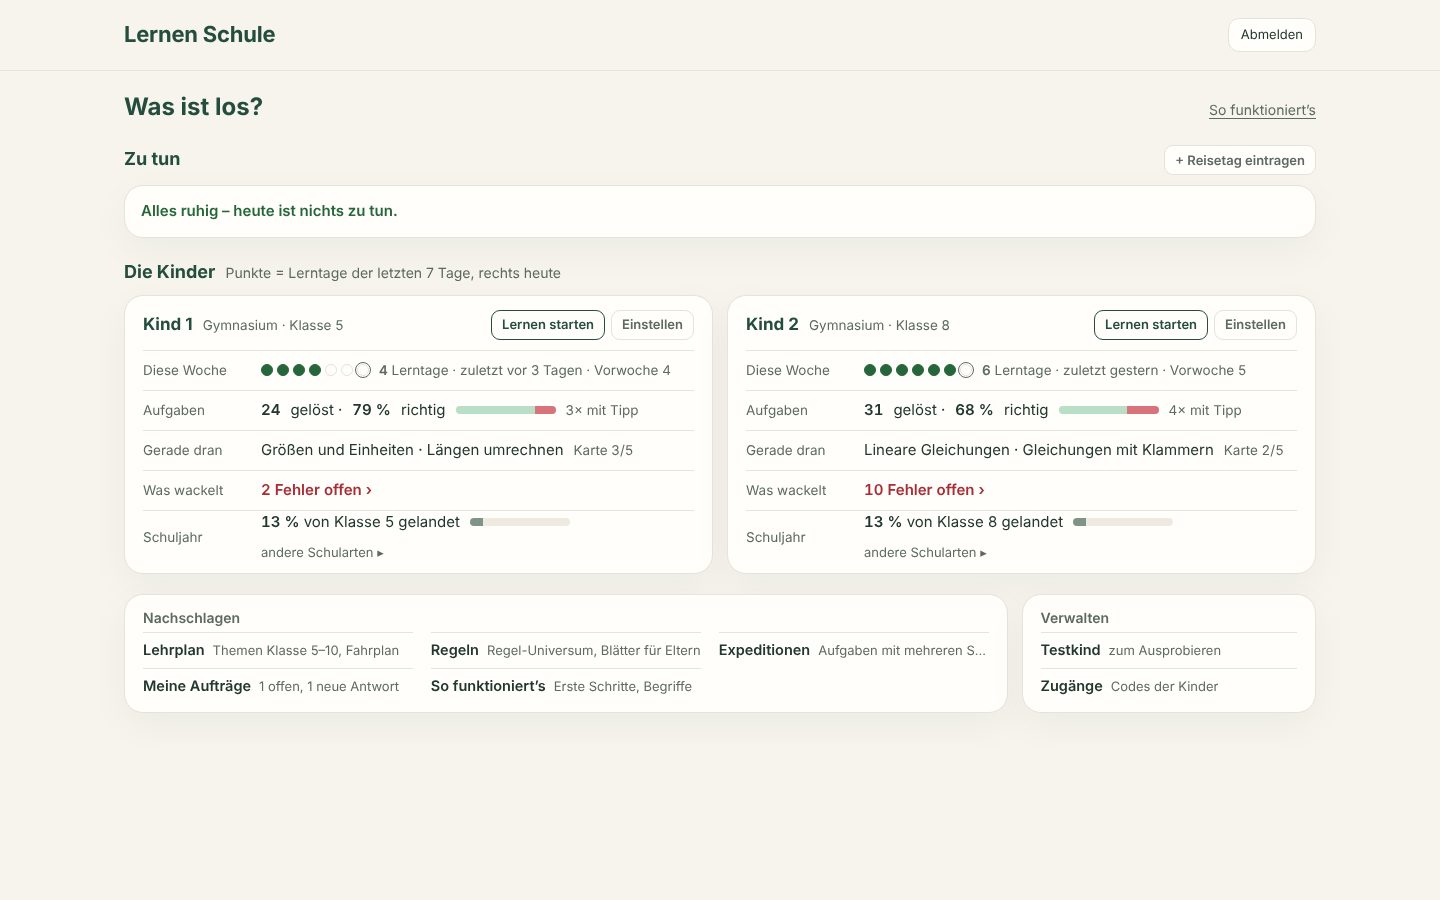 Lernen Schule
Abmelden
Was ist los?
So funktioniert’s
Zu tun
+ Reisetag eintragen
Alles ruhig – heute ist nichts zu tun.
Die Kinder Punkte = Lerntage der letzten 7 Tage, rechts heute
Kind 1 Gymnasium · Klasse 5
Lernen starten
Einstellen
Diese Woche 4 Lerntage · zuletzt vor 3 Tagen · Vorwoche 4
Aufgaben 24 gelöst · 79 % richtig 3× mit Tipp
Gerade dran Größen und Einheiten · Längen umrechnen Karte 3/5
Was wackelt 2 Fehler offen ›
Schuljahr 13 % von Klasse 5 gelandet
andere Schularten ▸
Kind 2 Gymnasium · Klasse 8
Lernen starten
Einstellen
Diese Woche 6 Lerntage · zuletzt gestern · Vorwoche 5
Aufgaben 31 gelöst · 68 % richtig 4× mit Tipp
Gerade dran Lineare Gleichungen · Gleichungen mit Klammern Karte 2/5
Was wackelt 10 Fehler offen ›
Schuljahr 13 % von Klasse 8 gelandet
andere Schularten ▸
Nachschlagen
Lehrplan Themen Klasse 5–10, Fahrplan
Regeln Regel-Universum, Blätter für Eltern
Expeditionen Aufgaben mit mehreren S…
Meine Aufträge 1 offen, 1 neue Antwort
So funktioniert’s Erste Schritte, Begriffe
Verwalten
Testkind zum Ausprobieren
Zugänge Codes der Kinder